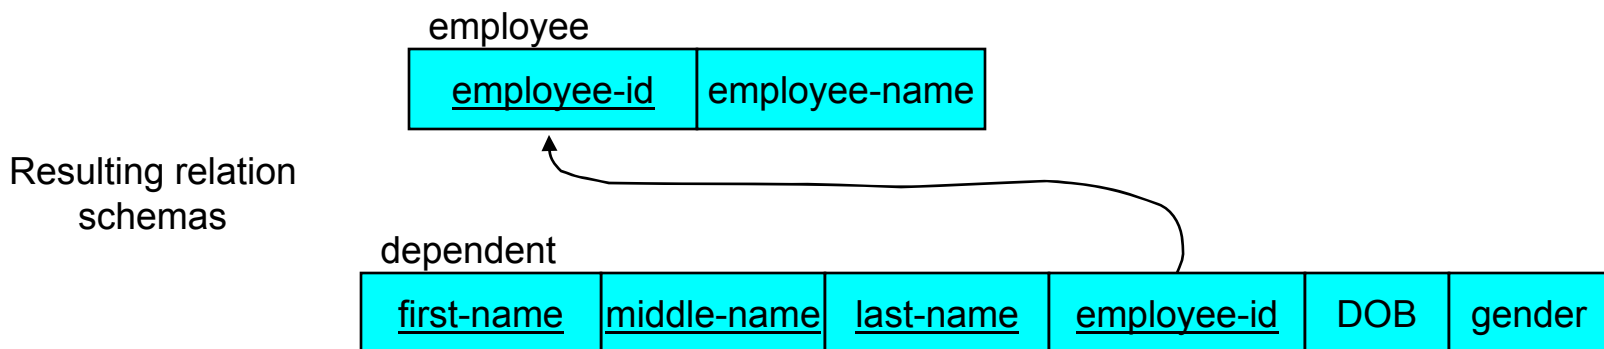 employee
employee-id employee-name
Resulting relation
schemas
dependent
first-name middle-name last-name employee-id DOB gender